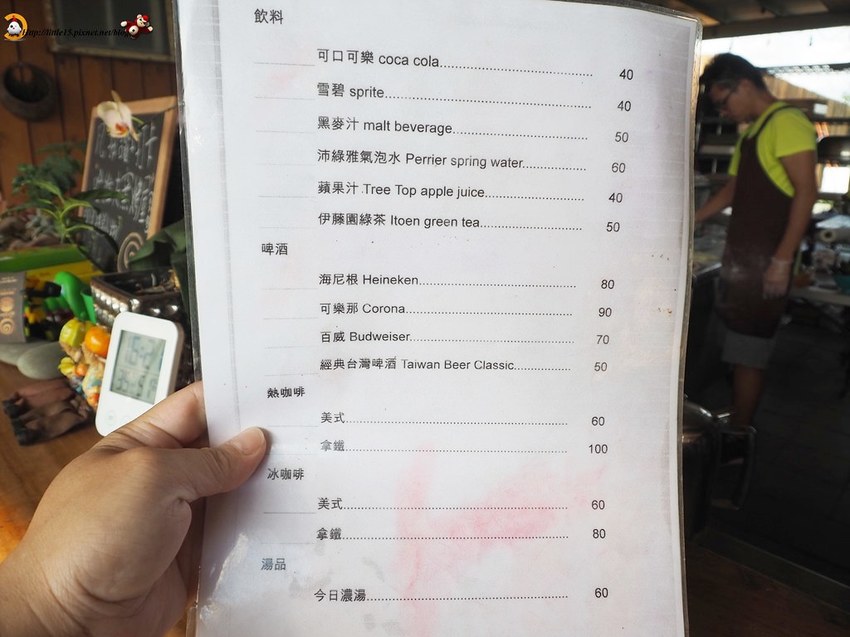 http://little15.pixnet.net/blog
飲料
可口可樂 coca cola 40
雪碧 sprite 40
黑麥汁 malt beverage 50
沛綠雅氣泡水 Perrier spring water 60
蘋果汁 Tree Top apple juice 40
伊藤園綠茶 Itoen green tea 50
啤酒
海尼根 Heineken 80
可樂那 Corona 90
百威 Budweiser 70
經典台灣啤酒 Taiwan Beer Classic 50
熱咖啡
美式 60
拿鐵 100
冰咖啡
美式 60
拿鐵 80
湯品
今日濃湯 60